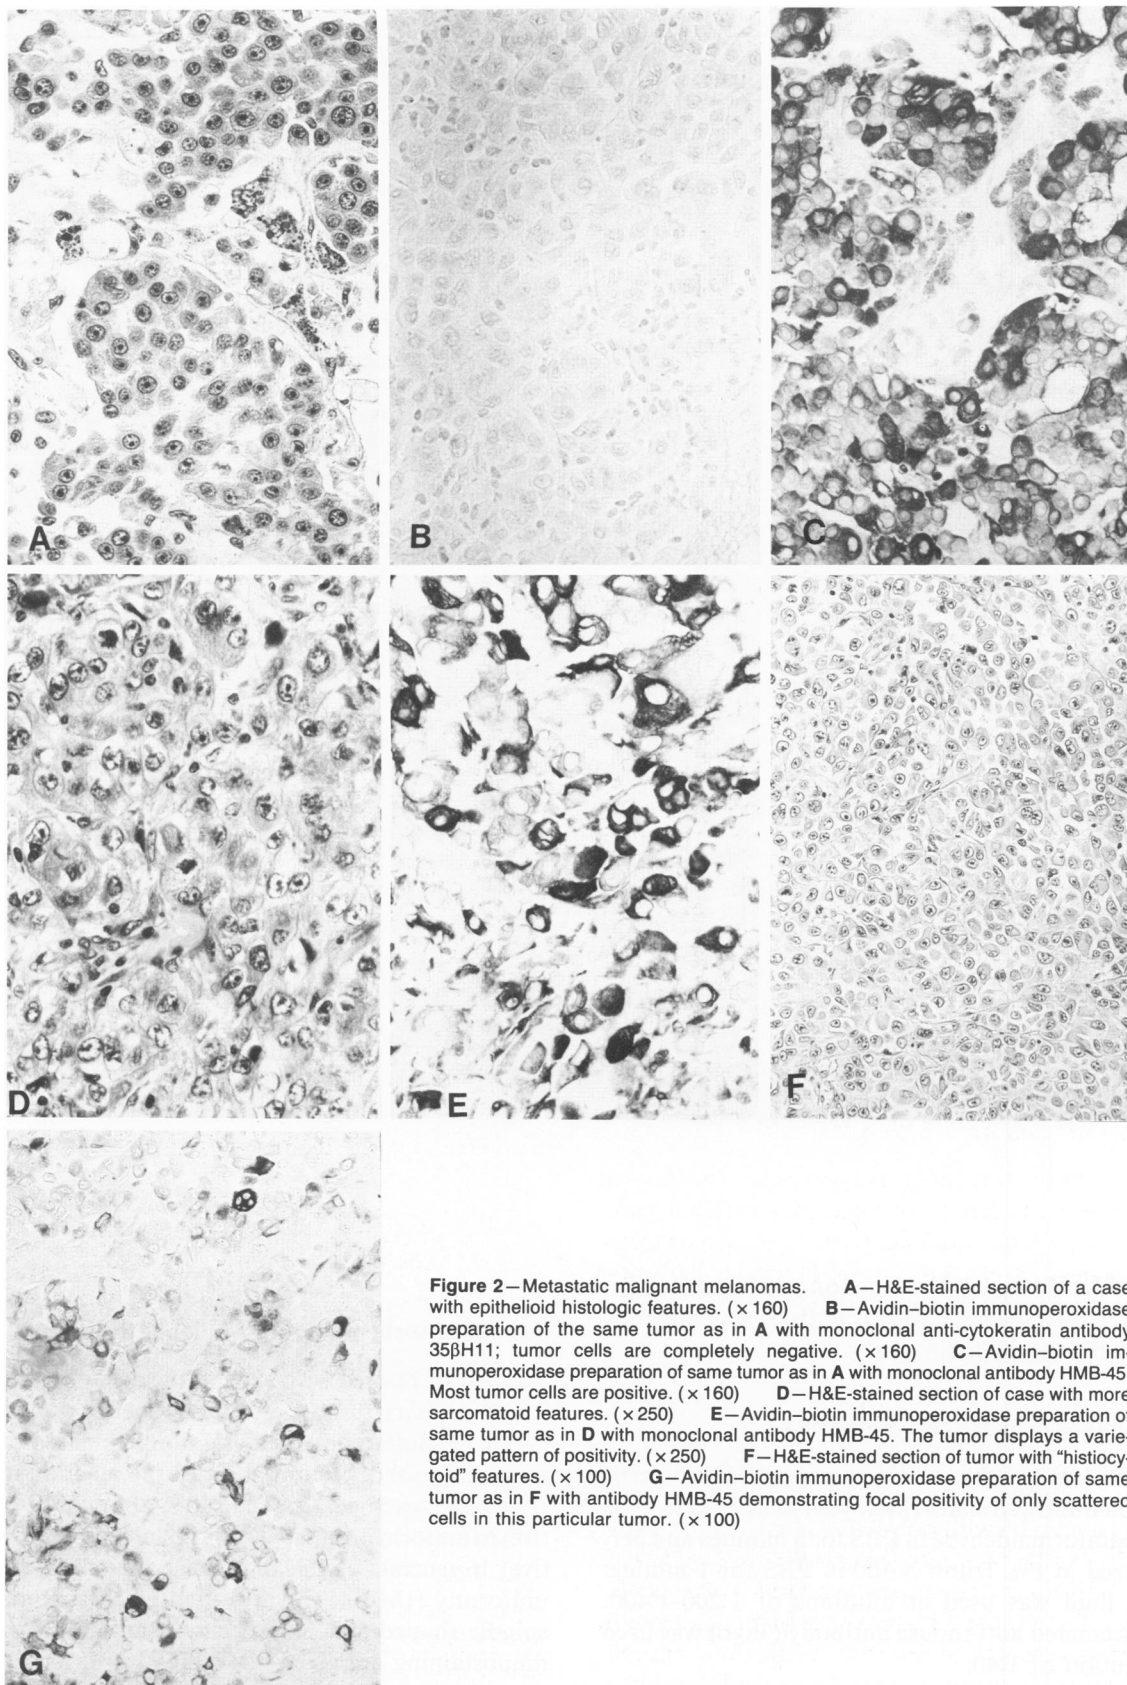 A
B
C
D
E
F
G
Figure 2—Metastatic malignant melanomas. A—H&E-stained section of a case
with epithelioid histologic features. (× 160) B—Avidin–biotin immunoperoxidase
preparation of the same tumor as in A with monoclonal anti-cytokeratin antibody
35βH11; tumor cells are completely negative. (× 160) C—Avidin–biotin im-
munoperoxidase preparation of same tumor as in A with monoclonal antibody HMB-45
Most tumor cells are positive. (× 160) D—H&E-stained section of case with more
sarcomatoid features. (× 250) E—Avidin–biotin immunoperoxidase preparation of
same tumor as in D with monoclonal antibody HMB-45. The tumor displays a varie-
gated pattern of positivity. (× 250) F—H&E-stained section of tumor with "histiocy-
toid" features. (× 100) G—Avidin–biotin immunoperoxidase preparation of same
tumor as in F with antibody HMB-45 demonstrating focal positivity of only scattered
cells in this particular tumor. (× 100)